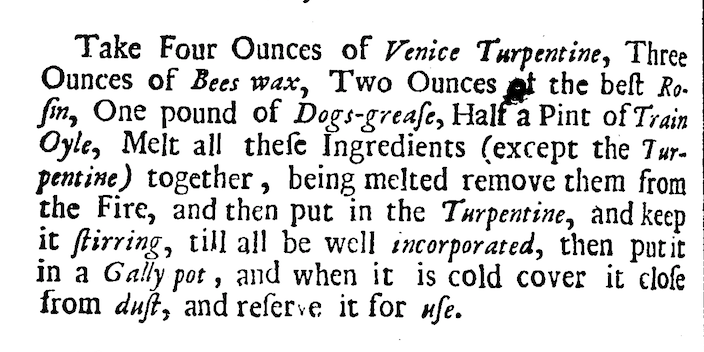 Take Four Ounces of Venice Turpentine, Three
Ounces of Bees wax, Two Ounces of the beſt Ro-
ſin, One pound of Dogs-greaſe, Half a Pint of Train
Oyle, Melt all theſe Ingredients (except the Tur-
pentine) together, being melted remove them from
the Fire, and then put in the Turpentine, and keep
it ſtirring, till all be well incorporated, then put it
in a Gally pot, and when it is cold cover it cloſe
from duſt, and reſerve it for uſe.